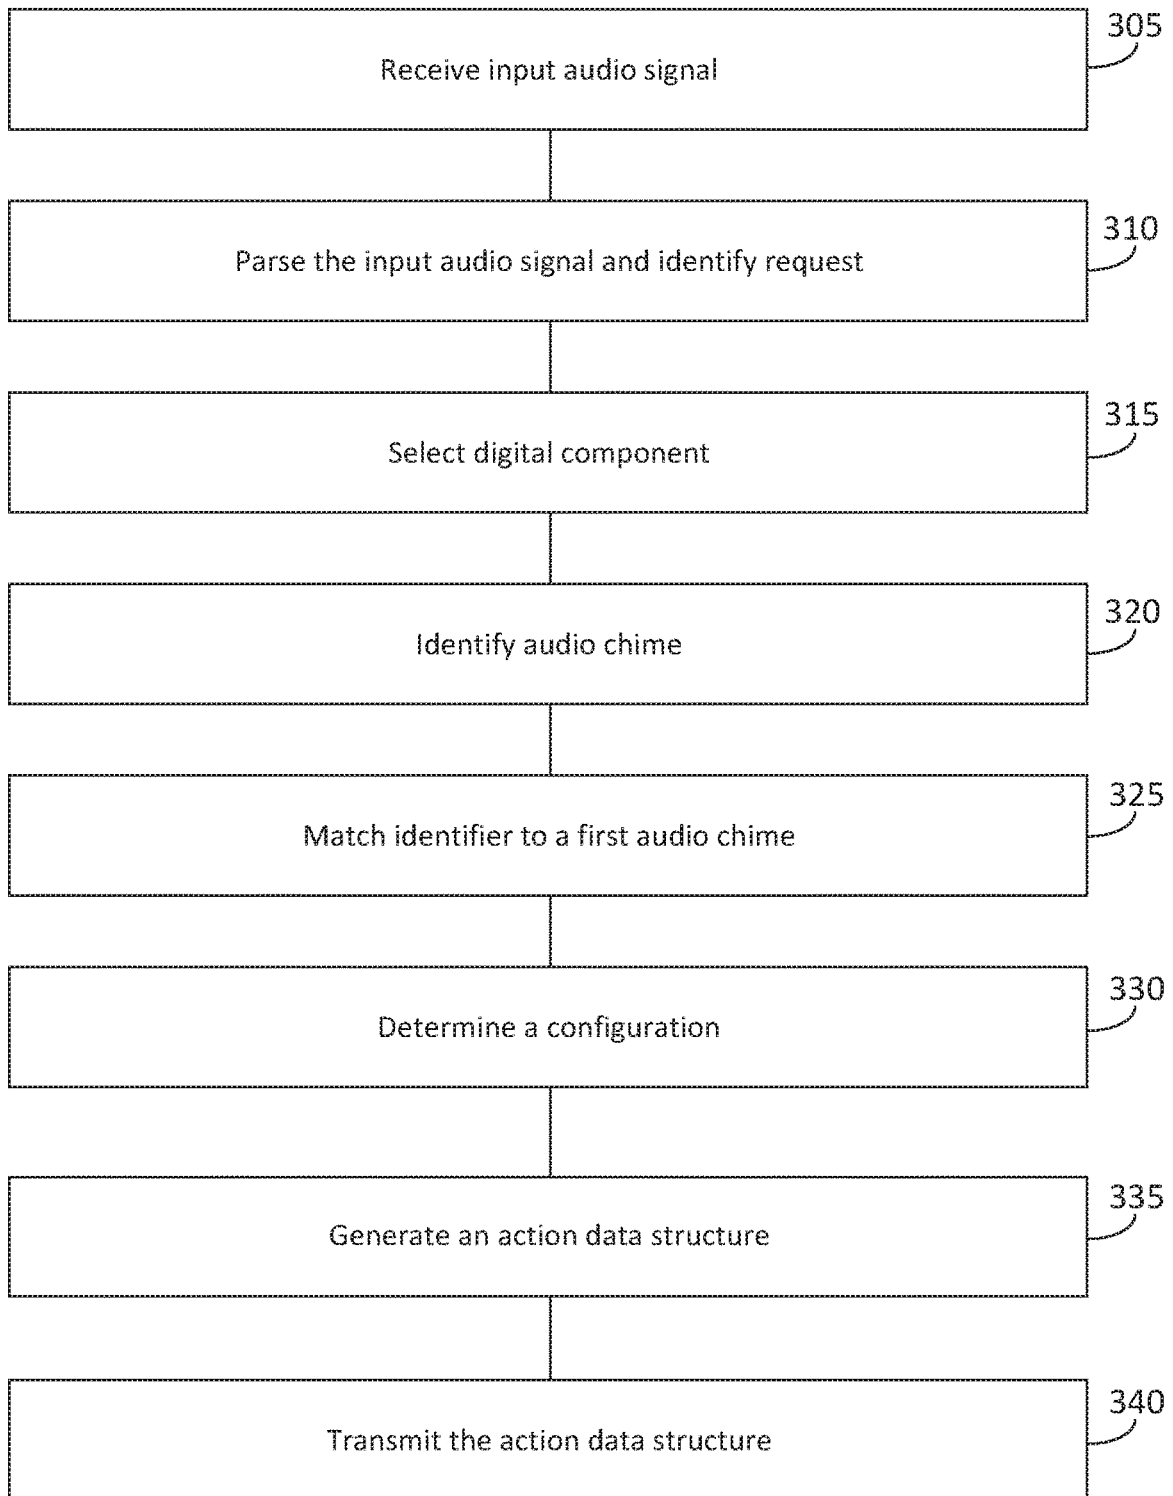 305
Receive input audio signal
310
Parse the input audio signal and identify request
315
Select digital component
320
Identify audio chime
325
Match identifier to a first audio chime
330
Determine a configuration
335
Generate an action data structure
340
Transmit the action data structure